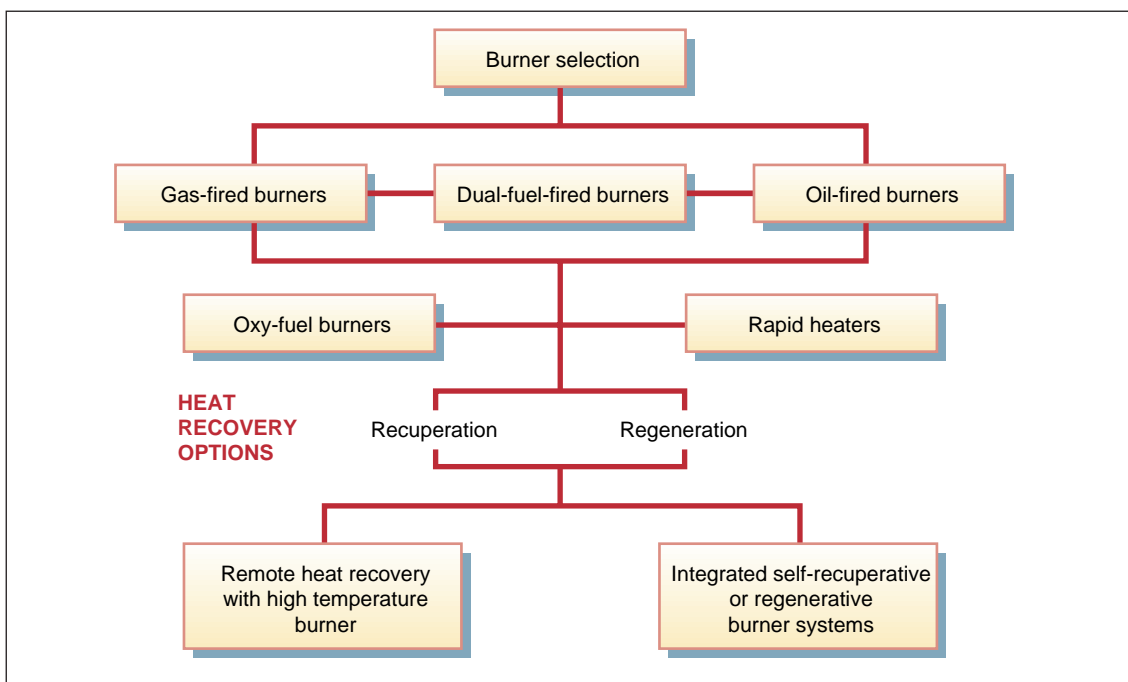 Burner selection
Gas-fired burners
Dual-fuel-fired burners
Oil-fired burners
Oxy-fuel burners
Rapid heaters
HEAT
RECOVERY
OPTIONS
Recuperation
Regeneration
Remote heat recovery
with high temperature
burner
Integrated self-recuperative
or regenerative
burner systems